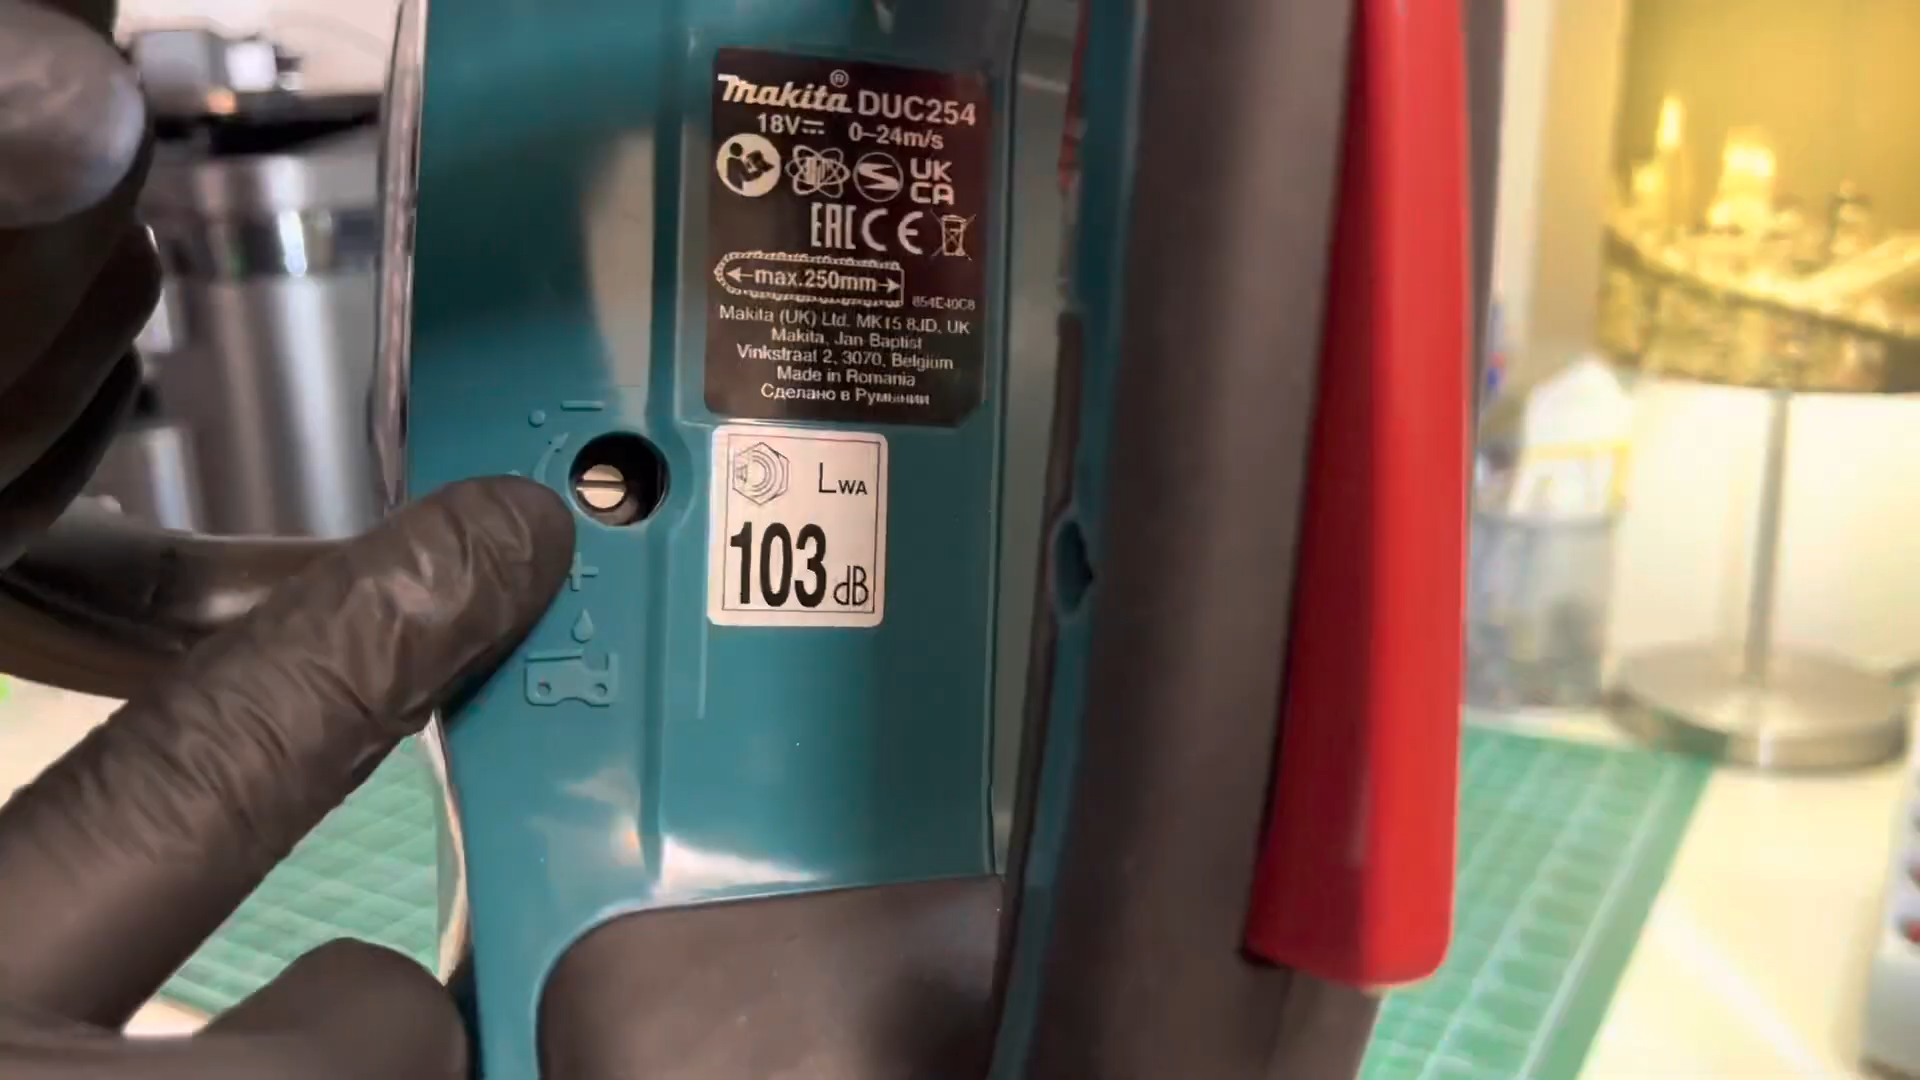 makita® DUC254
18V 0–24m/s
UK
CA
EAC CE
max.250mm
854E40C8
Makita (UK) Ltd. MK15 8JD, UK
Makita, Jan-Baptist
Vinkstraat 2, 3070, Belgium
Made in Romania
Сделано в Румынии
LWA
103 dB
− 
+